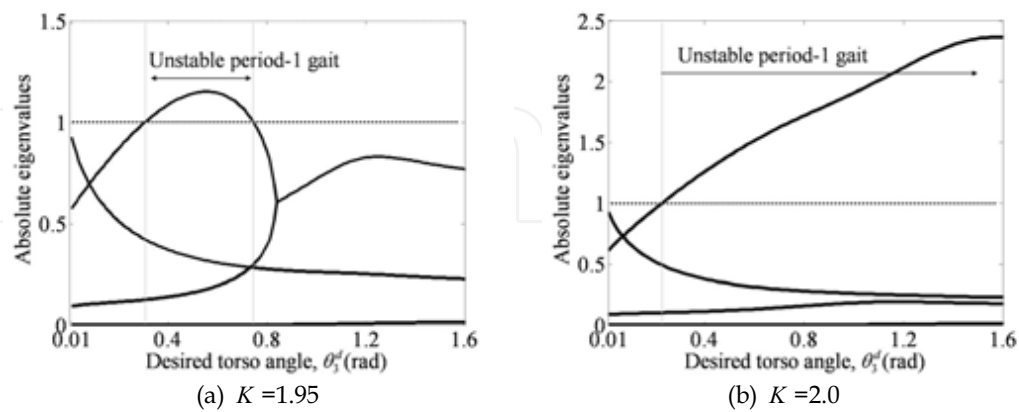 1.5
Unstable period-1 gait
1
0.5
0
0.01
0.4
0.8
1.2
1.6
Absolute eigenvalues
Desired torso angle, θ₃ᵈ(rad)
(a) K =1.95
2.5
Unstable period-1 gait
2
1.5
1
0.5
0
0.01
0.4
0.8
1.2
1.6
Absolute eigenvalues
Desired torso angle, θ₃ᵈ(rad)
(b) K =2.0